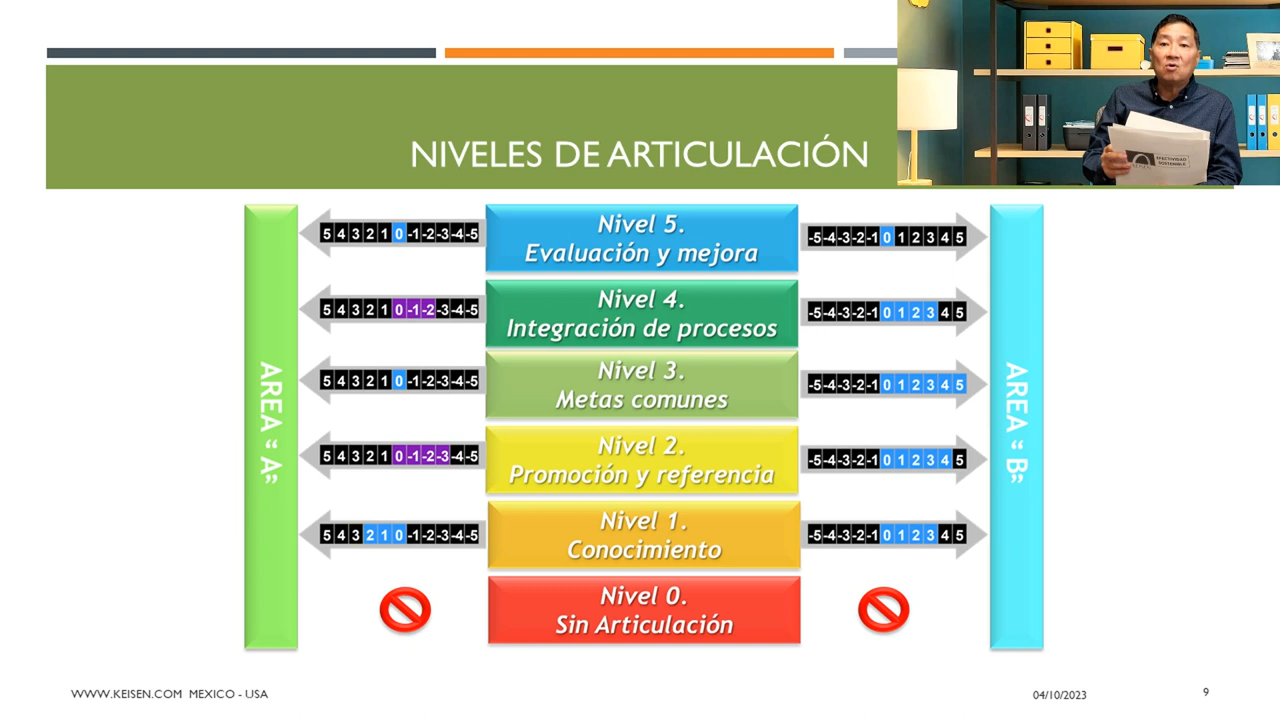 NIVELES DE ARTICULACIÓN
EFECTIVIDAD
SOSTENIBLE
5 4 3 2 1 0 -1 -2 -3 -4 -5
Nivel 5.
Evaluación y mejora
-5 -4 -3 -2 -1 0 1 2 3 4 5
5 4 3 2 1 0 -1 -2 -3 -4 -5
Nivel 4.
Integración de procesos
-5 -4 -3 -2 -1 0 1 2 3 4 5
5 4 3 2 1 0 -1 -2 -3 -4 -5
Nivel 3.
Metas comunes
-5 -4 -3 -2 -1 0 1 2 3 4 5
5 4 3 2 1 0 -1 -2 -3 -4 -5
Nivel 2.
Promoción y referencia
-5 -4 -3 -2 -1 0 1 2 3 4 5
5 4 3 2 1 0 -1 -2 -3 -4 -5
Nivel 1.
Conocimiento
-5 -4 -3 -2 -1 0 1 2 3 4 5
Nivel 0.
Sin Articulación
AREA “ A”
AREA “ B”
WWW.KEISEN.COM MEXICO - USA
04/10/2023
9